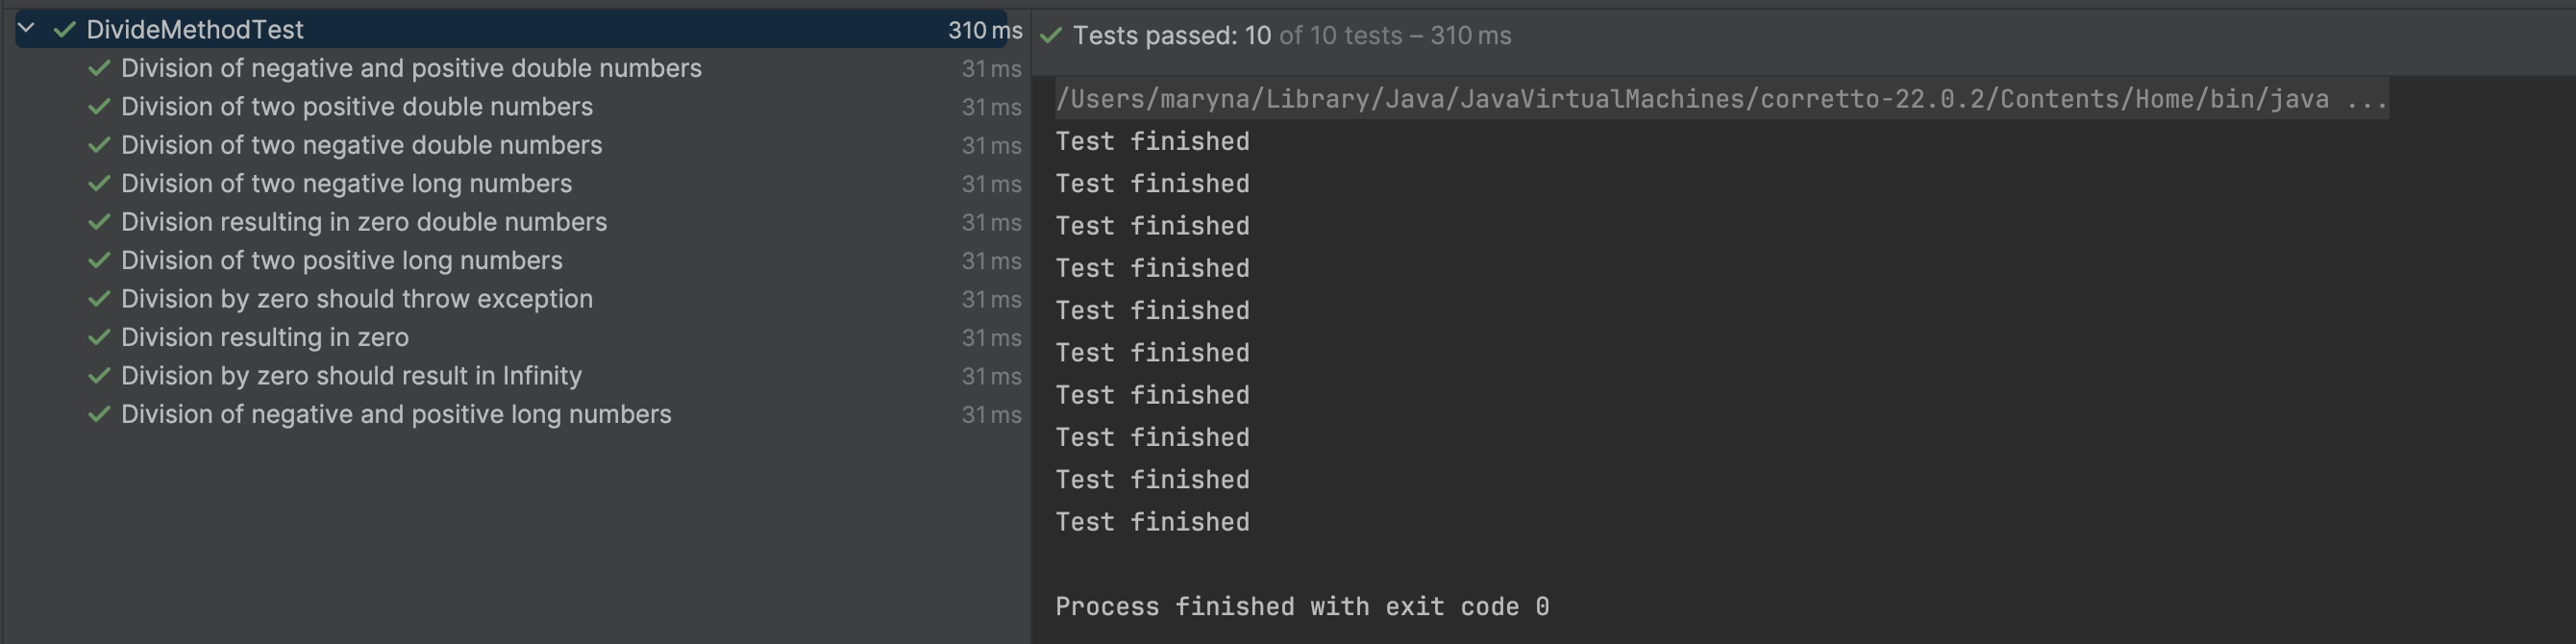 DivideMethodTest 310 ms
Division of negative and positive double numbers 31 ms
Division of two positive double numbers 31 ms
Division of two negative double numbers 31 ms
Division of two negative long numbers 31 ms
Division resulting in zero double numbers 31 ms
Division of two positive long numbers 31 ms
Division by zero should throw exception 31 ms
Division resulting in zero 31 ms
Division by zero should result in Infinity 31 ms
Division of negative and positive long numbers 31 ms
Tests passed: 10 of 10 tests – 310 ms
/Users/maryna/Library/Java/JavaVirtualMachines/corretto-22.0.2/Contents/Home/bin/java ...
Test finished
Test finished
Test finished
Test finished
Test finished
Test finished
Test finished
Test finished
Test finished
Test finished
Process finished with exit code 0